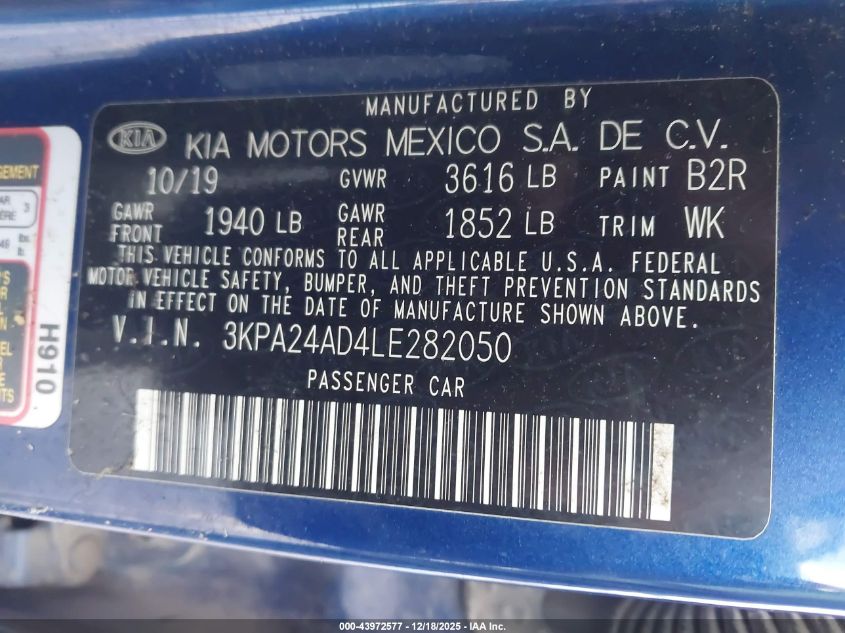 MANUFACTURED BY
KIA KIA MOTORS MEXICO S.A. DE C.V.
10/19 GVWR 3616 LB PAINT B2R
GAWR FRONT 1940 LB GAWR REAR 1852 LB TRIM WK
THIS VEHICLE CONFORMS TO ALL APPLICABLE U.S.A. FEDERAL
MOTOR VEHICLE SAFETY, BUMPER, AND THEFT PREVENTION STANDARDS
IN EFFECT ON THE DATE OF MANUFACTURE SHOWN ABOVE.
V.I.N. 3KPA24AD4LE282050
PASSENGER CAR
H910
000-43972577 — 12/18/2025 — IAA Inc.